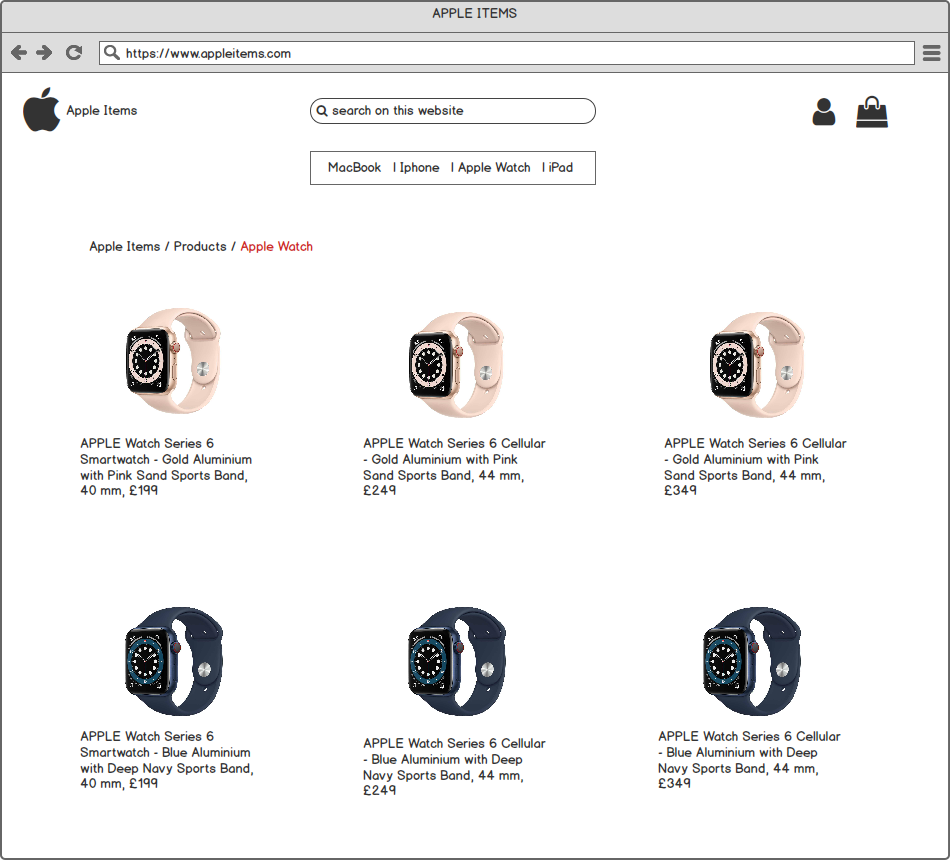 APPLE ITEMS
https://www.appleitems.com
Apple Items
search on this website
MacBook | Iphone | Apple Watch | iPad
Apple Items / Products / Apple Watch
APPLE Watch Series 6
Smartwatch - Gold Aluminium
with Pink Sand Sports Band,
40 mm, £199
APPLE Watch Series 6 Cellular
- Gold Aluminium with Pink
Sand Sports Band, 44 mm,
£249
APPLE Watch Series 6 Cellular
- Gold Aluminium with Pink
Sand Sports Band, 44 mm,
£349
APPLE Watch Series 6
Smartwatch - Blue Aluminium
with Deep Navy Sports Band,
40 mm, £199
APPLE Watch Series 6 Cellular
- Blue Aluminium with Deep
Navy Sports Band, 44 mm,
£249
APPLE Watch Series 6 Cellular
- Blue Aluminium with Deep
Navy Sports Band, 44 mm,
£349